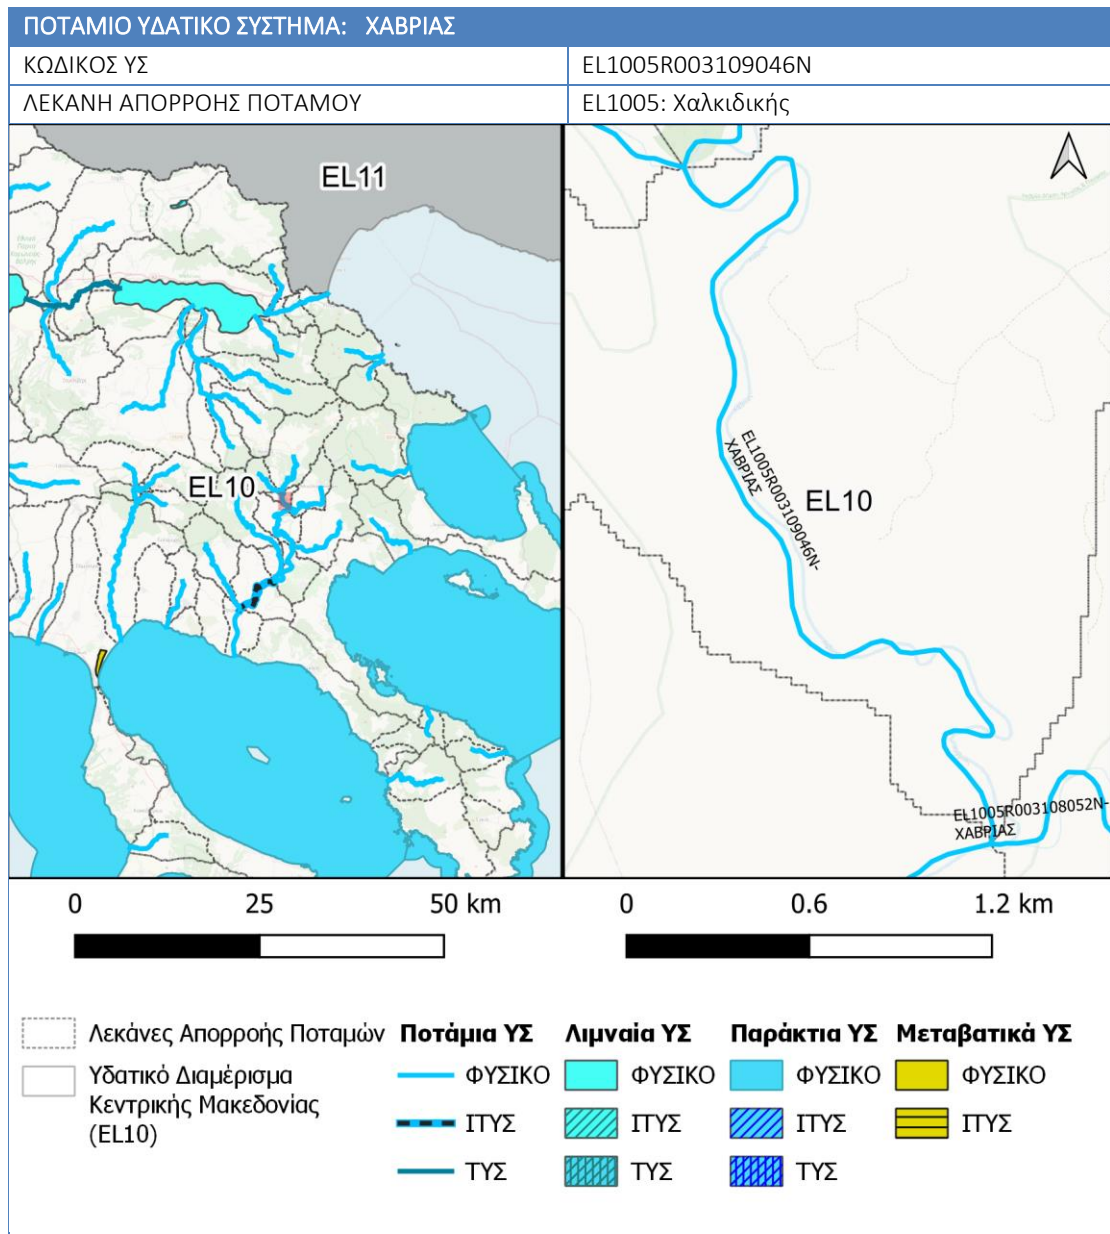 ΠΟΤΑΜΙΟ ΥΔΑΤΙΚΟ ΣΥΣΤΗΜΑ: ΧΑΒΡΙΑΣ
ΚΩΔΙΚΟΣ ΥΣ EL1005R003109046N
ΛΕΚΑΝΗ ΑΠΟΡΡΟΗΣ ΠΟΤΑΜΟΥ EL1005: Χαλκιδικής
EL11
EL10
EL1005R003109046N-
ΧΑΒΡΙΑΣ
EL10
EL1005R003108052N-
ΧΑΒΡΙΑΣ
0 25 50 km
0 0.6 1.2 km
Λεκάνες Απορροής Ποταμών
Υδατικό Διαμέρισμα
Κεντρικής Μακεδονίας
(EL10)
Ποτάμια ΥΣ
ΦΥΣΙΚΟ
ΙΤΥΣ
ΤΥΣ
Λιμναία ΥΣ
ΦΥΣΙΚΟ
ΙΤΥΣ
ΤΥΣ
Παράκτια ΥΣ
ΦΥΣΙΚΟ
ΙΤΥΣ
ΤΥΣ
Μεταβατικά ΥΣ
ΦΥΣΙΚΟ
ΙΤΥΣ